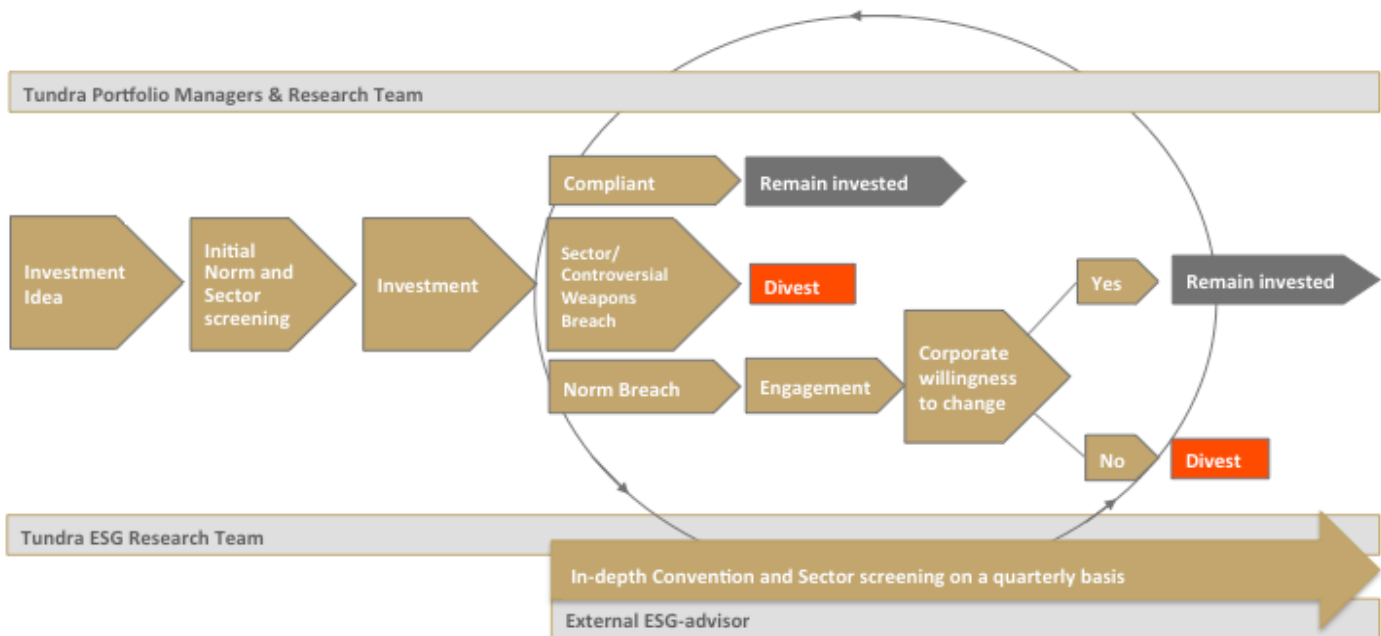 Tundra Portfolio Managers & Research Team
Compliant
Remain invested
Investment
Idea
Initial
Norm and
Sector
screening
Investment
Sector/
Controversial
Weapons
Breach
Divest
Norm Breach
Engagement
Corporate
willingness
to change
Yes
Remain invested
No
Divest
Tundra ESG Research Team
In-depth Convention and Sector screening on a quarterly basis
External ESG-advisor